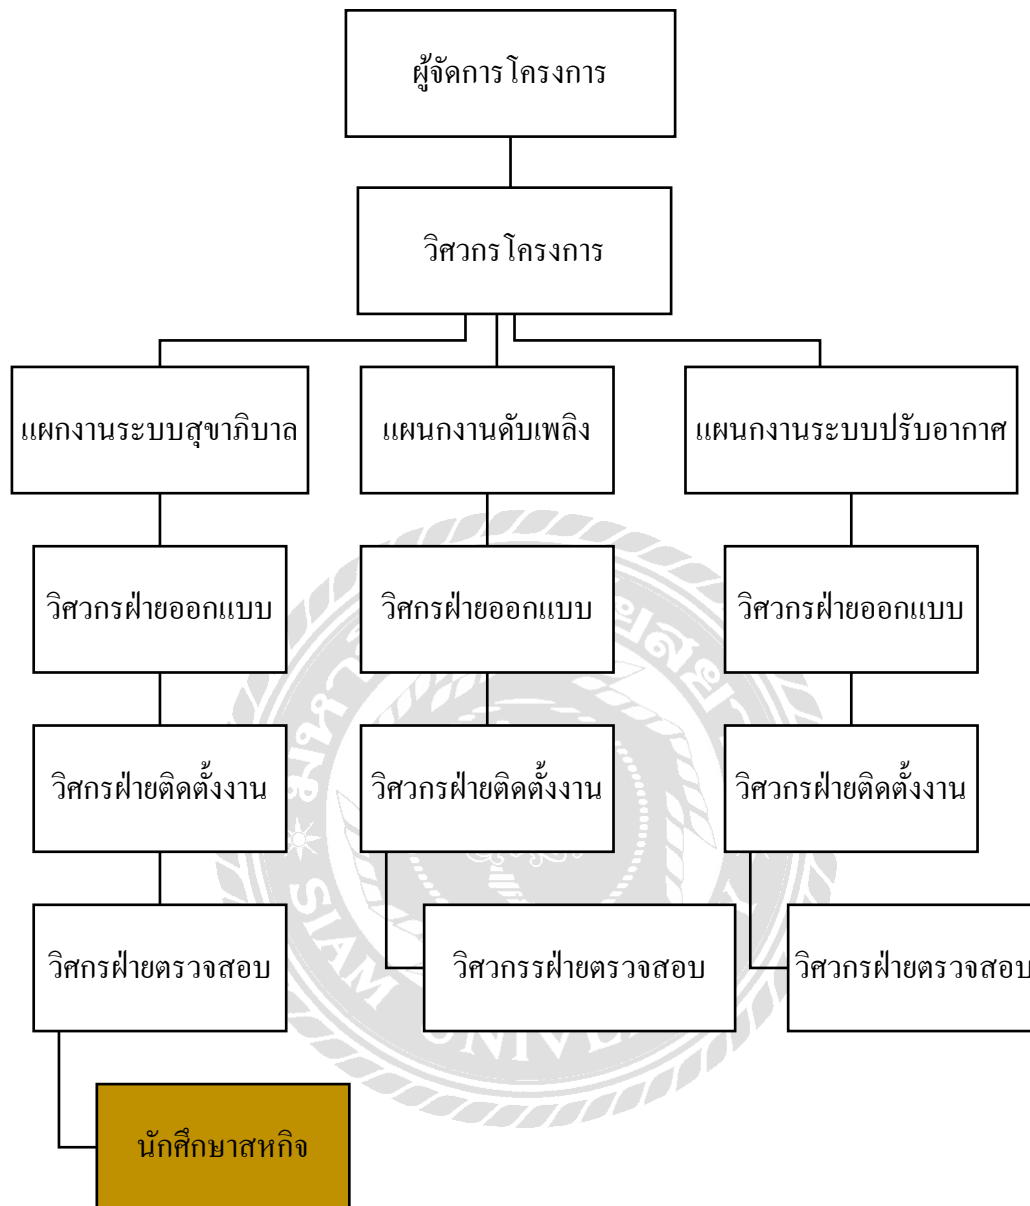 ผู้จัดการโครงการ
วิศวกรโครงการ
แผกงานระบบสุขาภิบาล
แผนกงานดับเพลิง
แผนกงานระบบปรับอากาศ
วิศวกรฝ่ายออกแบบ
วิศกรฝ่ายออกแบบ
วิศวกรฝ่ายออกแบบ
วิศกรฝ่ายติดตั้งงาน
วิศวกรฝ่ายติดตั้งงาน
วิศวกรฝ่ายติดตั้งงาน
วิศกรฝ่ายตรวจสอบ
วิศวกรรฝ่ายตรวจสอบ
วิศวกรฝ่ายตรวจสอบ
นักศึกษาสหกิจ
SIAM